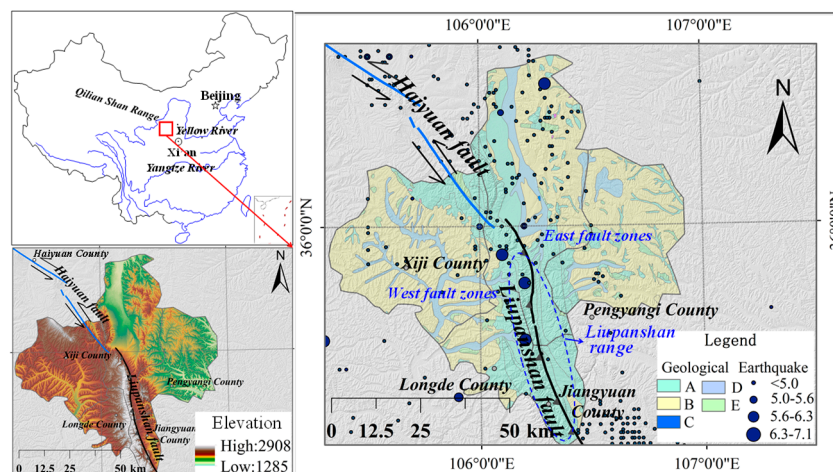 Beijing
Qilian Shan Range
Yellow River
Xi'an
Yangtze River
Haiyuan County
Haiyuan fault
N
Xiji County
Pengyangi County
Liupanshan fault
Longde County
Jiangyuan
County
Elevation
High:2908
Low:1285
0 12.5 25 50 km
106°0'0"E
107°0'0"E
36°0'0"N
36°0'0"N
Haiyuan fault
N
East fault zones
Xiji County
West fault zones
Pengyangi County
Liupanshan fault
Liupanshan
range
Longde County
Jiangyuan
County
Legend
Geological
A
B
C
D
E
Earthquake
<5.0
5.0-5.6
5.6-6.3
6.3-7.1
0 12.5 25 50 km
106°0'0"E
107°0'0"E